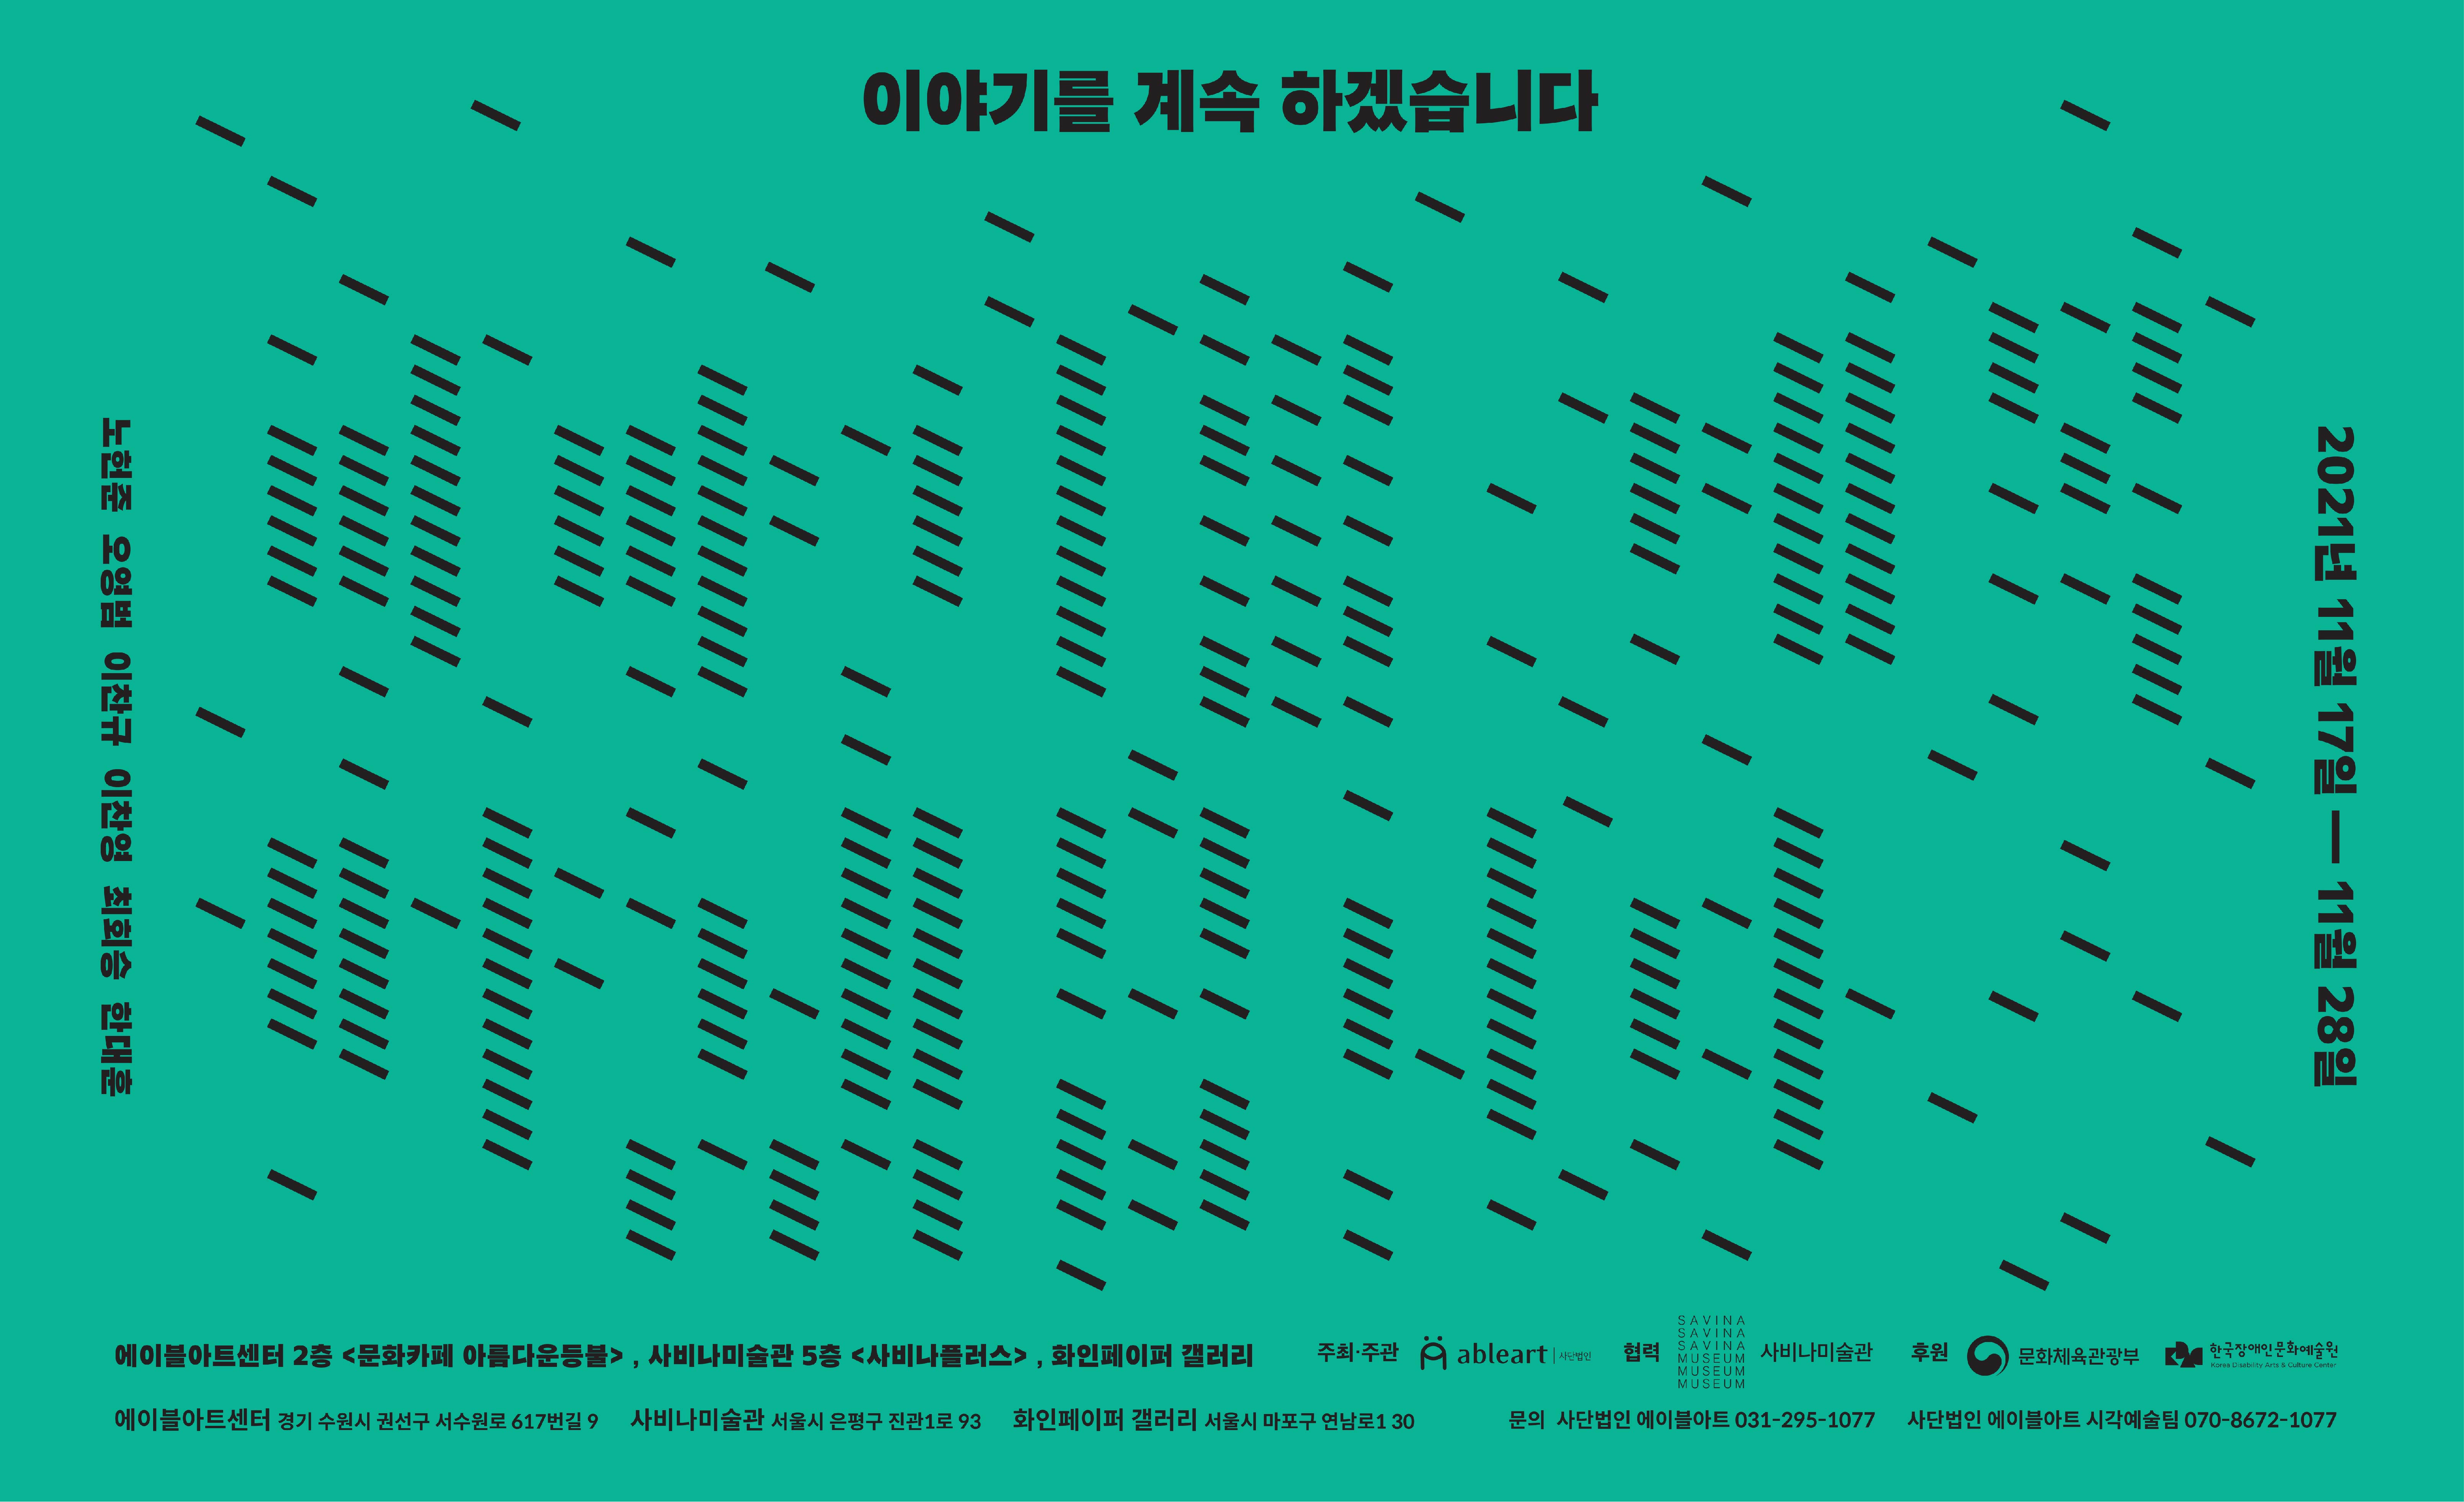 이야기를 계속 하겠습니다
노현준 오영범 이찬규 이찬영 최희승 한대훈
2021년 11월 17일 — 11월 28일
에이블아트센터 2층 <문화카페 아름다운등불> , 사비나미술관 5층 <사비나플러스> , 화인페이퍼 갤러리
주최·주관 ableart 사단법인 협력 사비나미술관 후원 문화체육관광부 한국장애인문화예술원
SAVINA
SAVINA
SAVINA
MUSEUM
MUSEUM
MUSEUM
Korea Disability Arts & Culture Center
에이블아트센터 경기 수원시 권선구 서수원로 617번길 9 사비나미술관 서울시 은평구 진관1로 93 화인페이퍼 갤러리 서울시 마포구 연남로1 30
문의 사단법인 에이블아트 031-295-1077 사단법인 에이블아트 시각예술팀 070-8672-1077